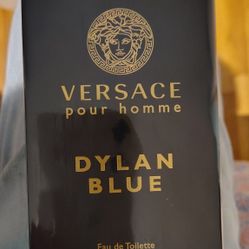 VERSACE
pour homme
DYLAN
BLUE
Eau de Toilette